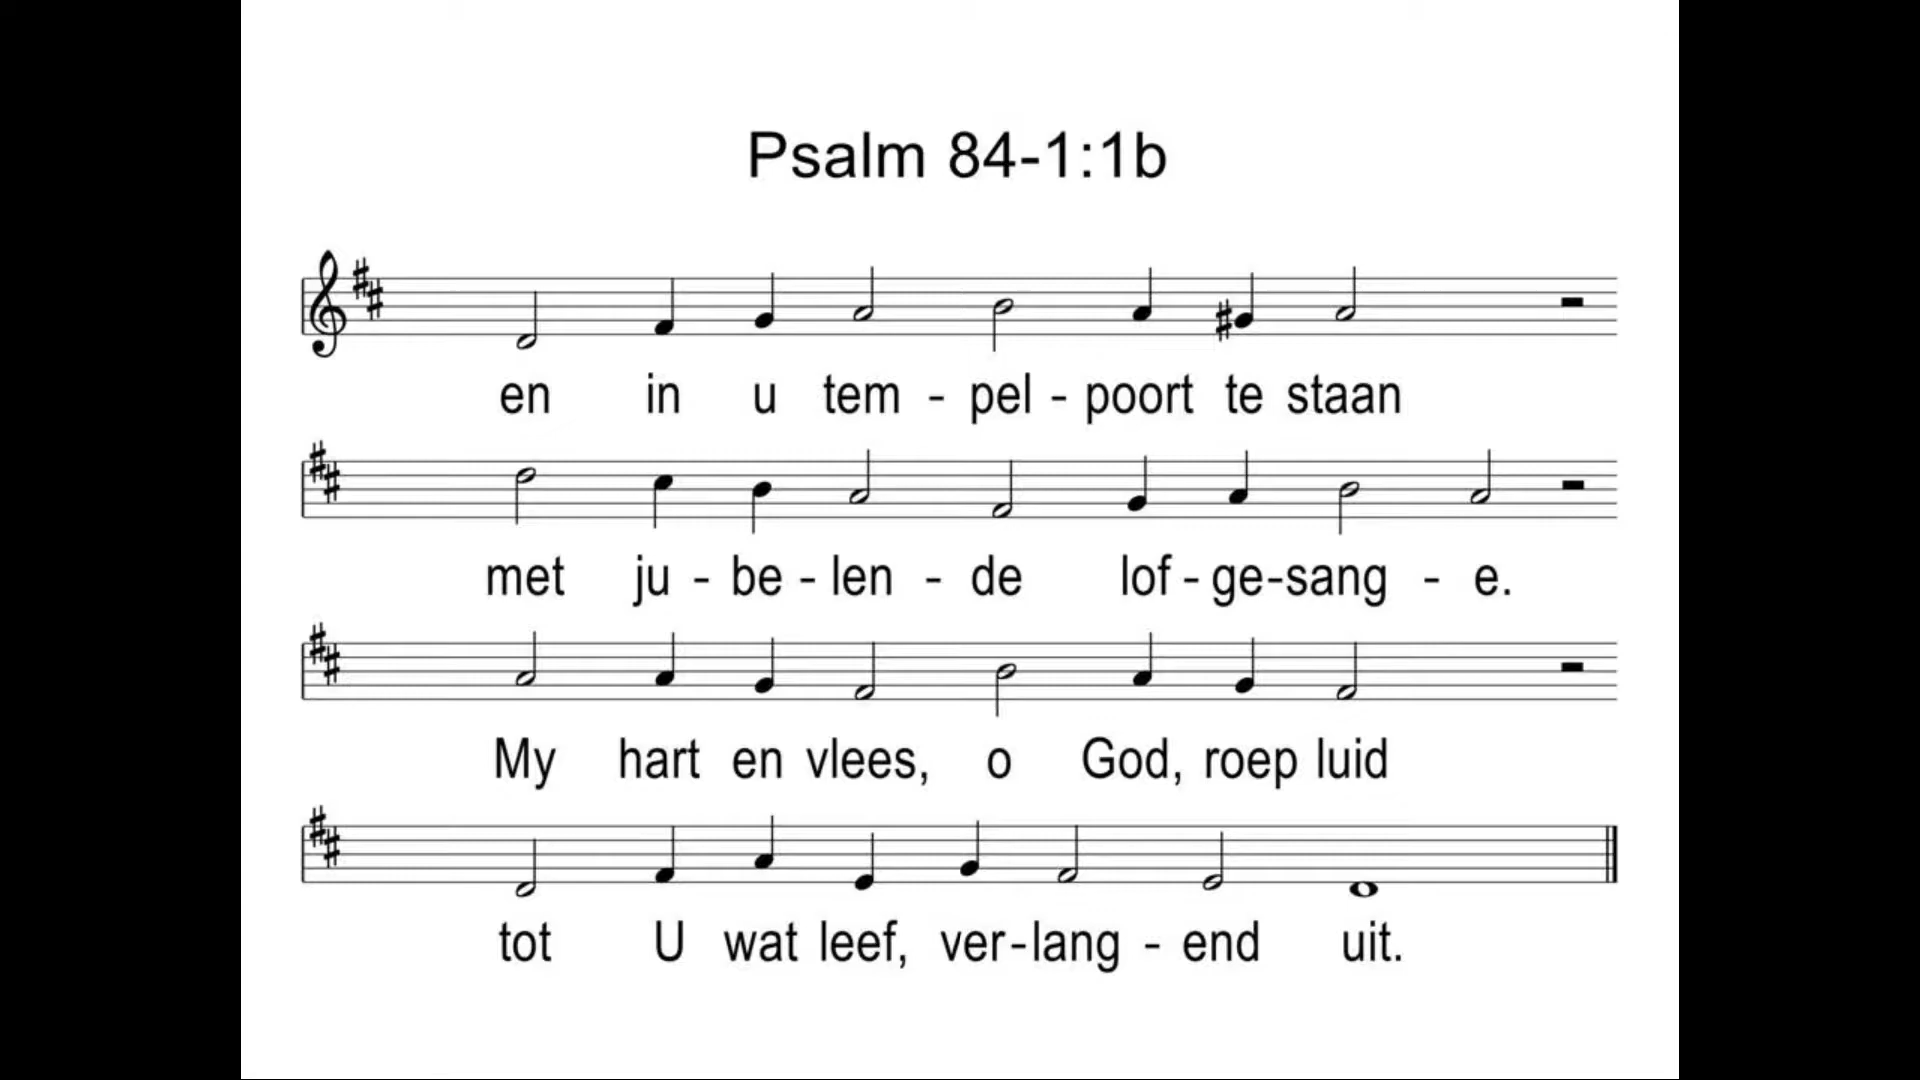 Psalm 84-1:1b
en in u tem - pel - poort te staan
met ju - be - len - de lof - ge-sang - e.
My hart en vlees, o God, roep luid
tot U wat leef, ver-lang - end uit.